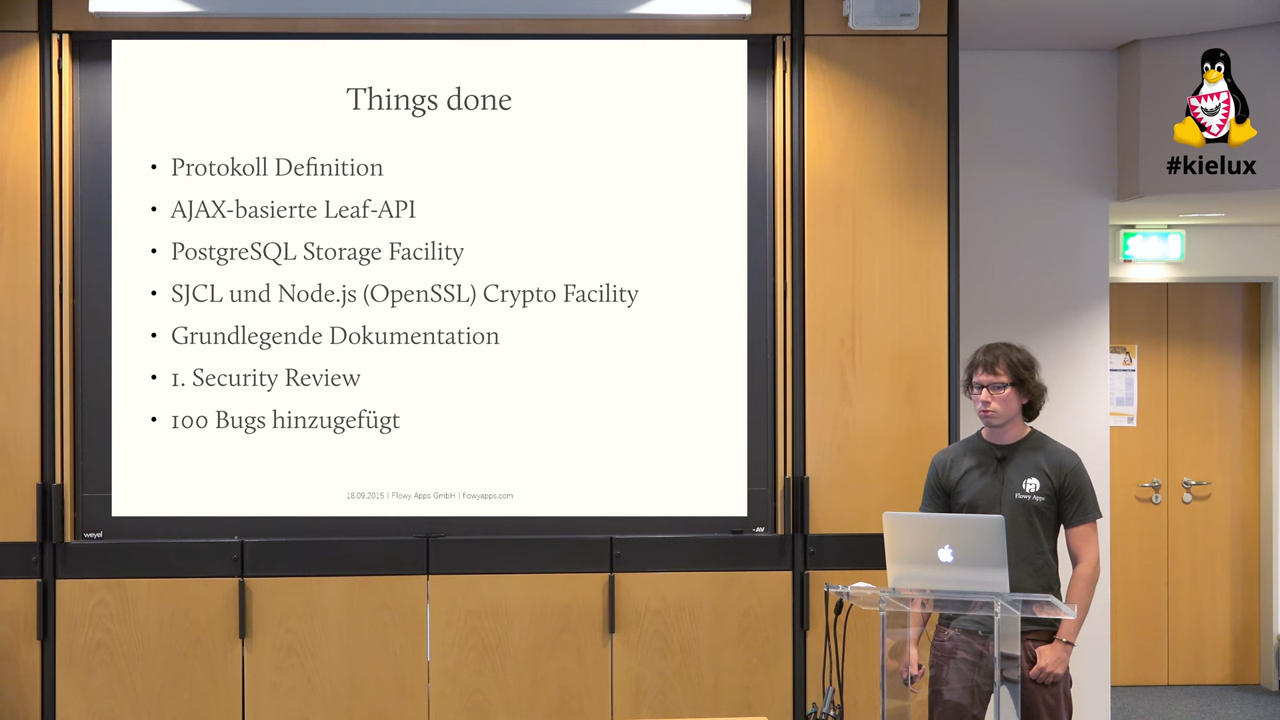 Things done
• Protokoll Definition
• AJAX-basierte Leaf-API
• PostgreSQL Storage Facility
• SJCL und Node.js (OpenSSL) Crypto Facility
• Grundlegende Dokumentation
• 1. Security Review
• 100 Bugs hinzugefügt
18.09.2015 | Flowy Apps GmbH | flowyapps.com
weyel
-AV
#kielux
Flowy Apps